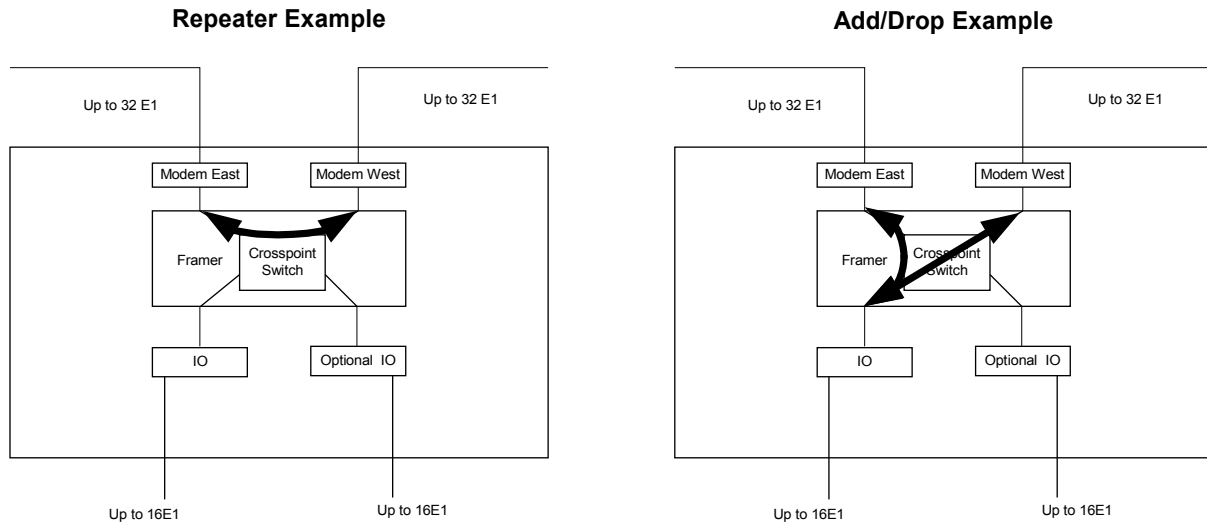 Repeater Example
Up to 32 E1
Up to 32 E1
Modem East
Modem West
Framer
Crosspoint
Switch
IO
Optional IO
Up to 16E1
Up to 16E1
Add/Drop Example
Up to 32 E1
Up to 32 E1
Modem East
Modem West
Framer
Crosspoint
Switch
IO
Optional IO
Up to 16E1
Up to 16E1